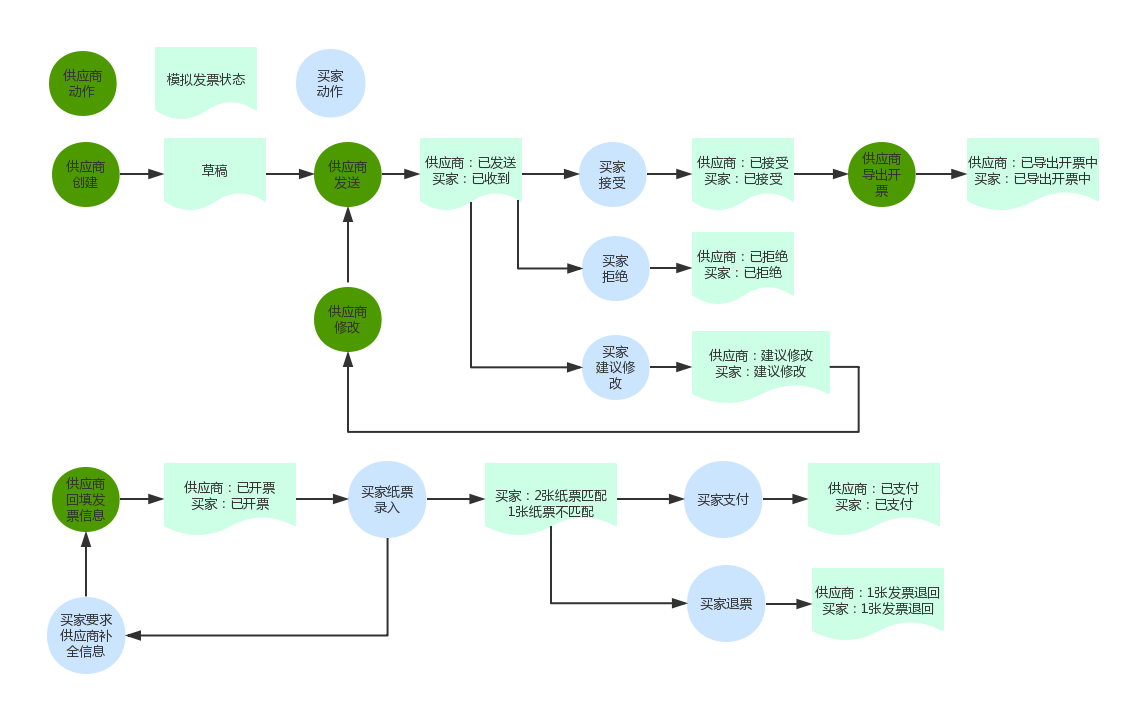 供应商
动作
模拟发票状态
买家
动作
供应商
创建
草稿
供应商
发送
供应商：已发送
买家：已收到
买家
接受
供应商：已接受
买家：已接受
供应商
导出开
票
供应商：已导出开票中
买家：已导出开票中
买家
拒绝
供应商：已拒绝
买家：已拒绝
供应商
修改
买家
建议修
改
供应商：建议修改
买家：建议修改
供应商
回填发
票信息
供应商：已开票
买家：已开票
买家纸票
录入
买家：2张纸票匹配
1张纸票不匹配
买家支付
供应商：已支付
买家：已支付
买家要求
供应商补
全信息
买家退票
供应商：1张发票退回
买家：1张发票退回